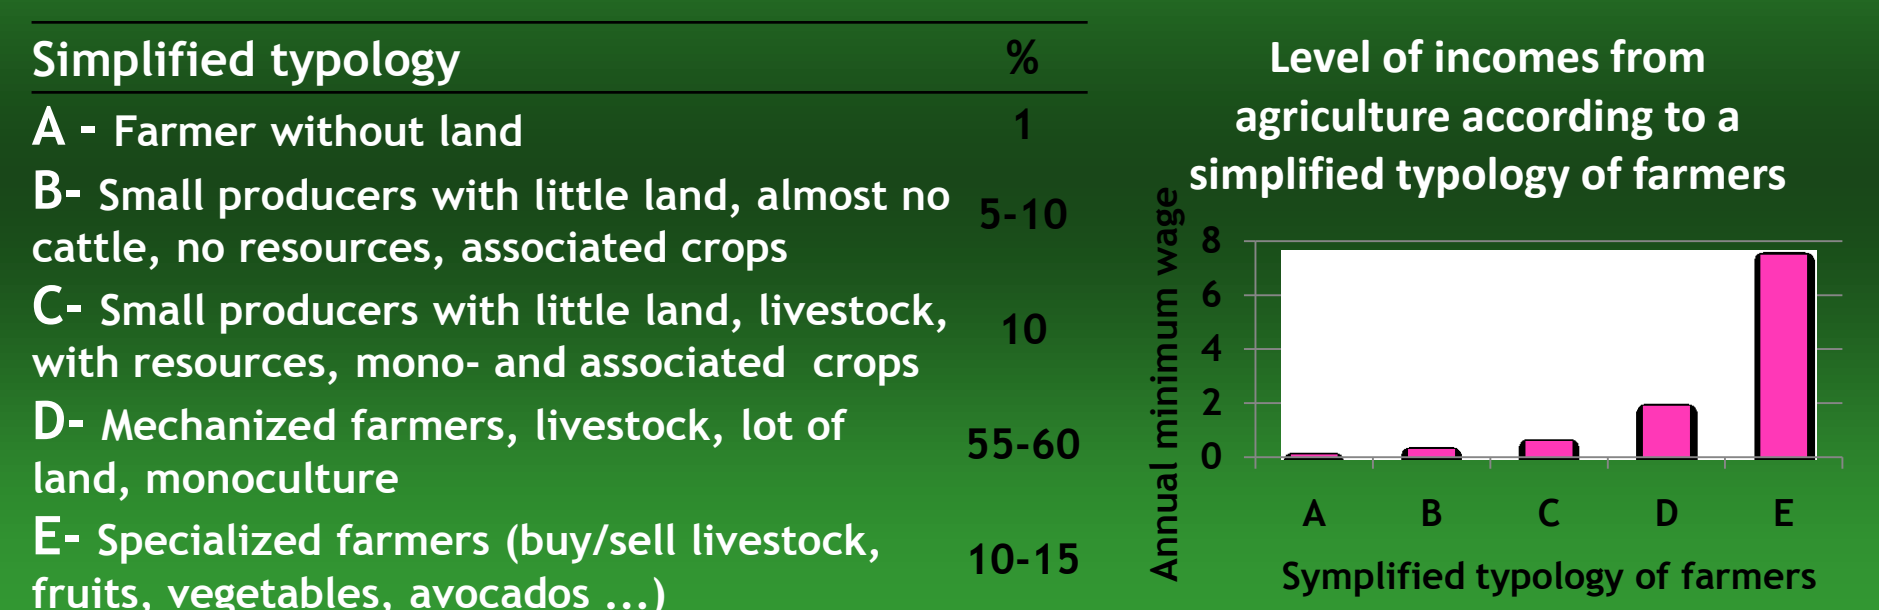 Simplified typology %
A - Farmer without land 1
B- Small producers with little land, almost no
cattle, no resources, associated crops
5-10
C- Small producers with little land, livestock,
with resources, mono- and associated crops
10
D- Mechanized farmers, livestock, lot of
land, monoculture
55-60
E- Specialized farmers (buy/sell livestock,
fruits, vegetables, avocados ...)
10-15
Level of incomes from
agriculture according to a
simplified typology of farmers
Annual minimum wage
8
6
4
2
0
A B C D E
Symplified typology of farmers